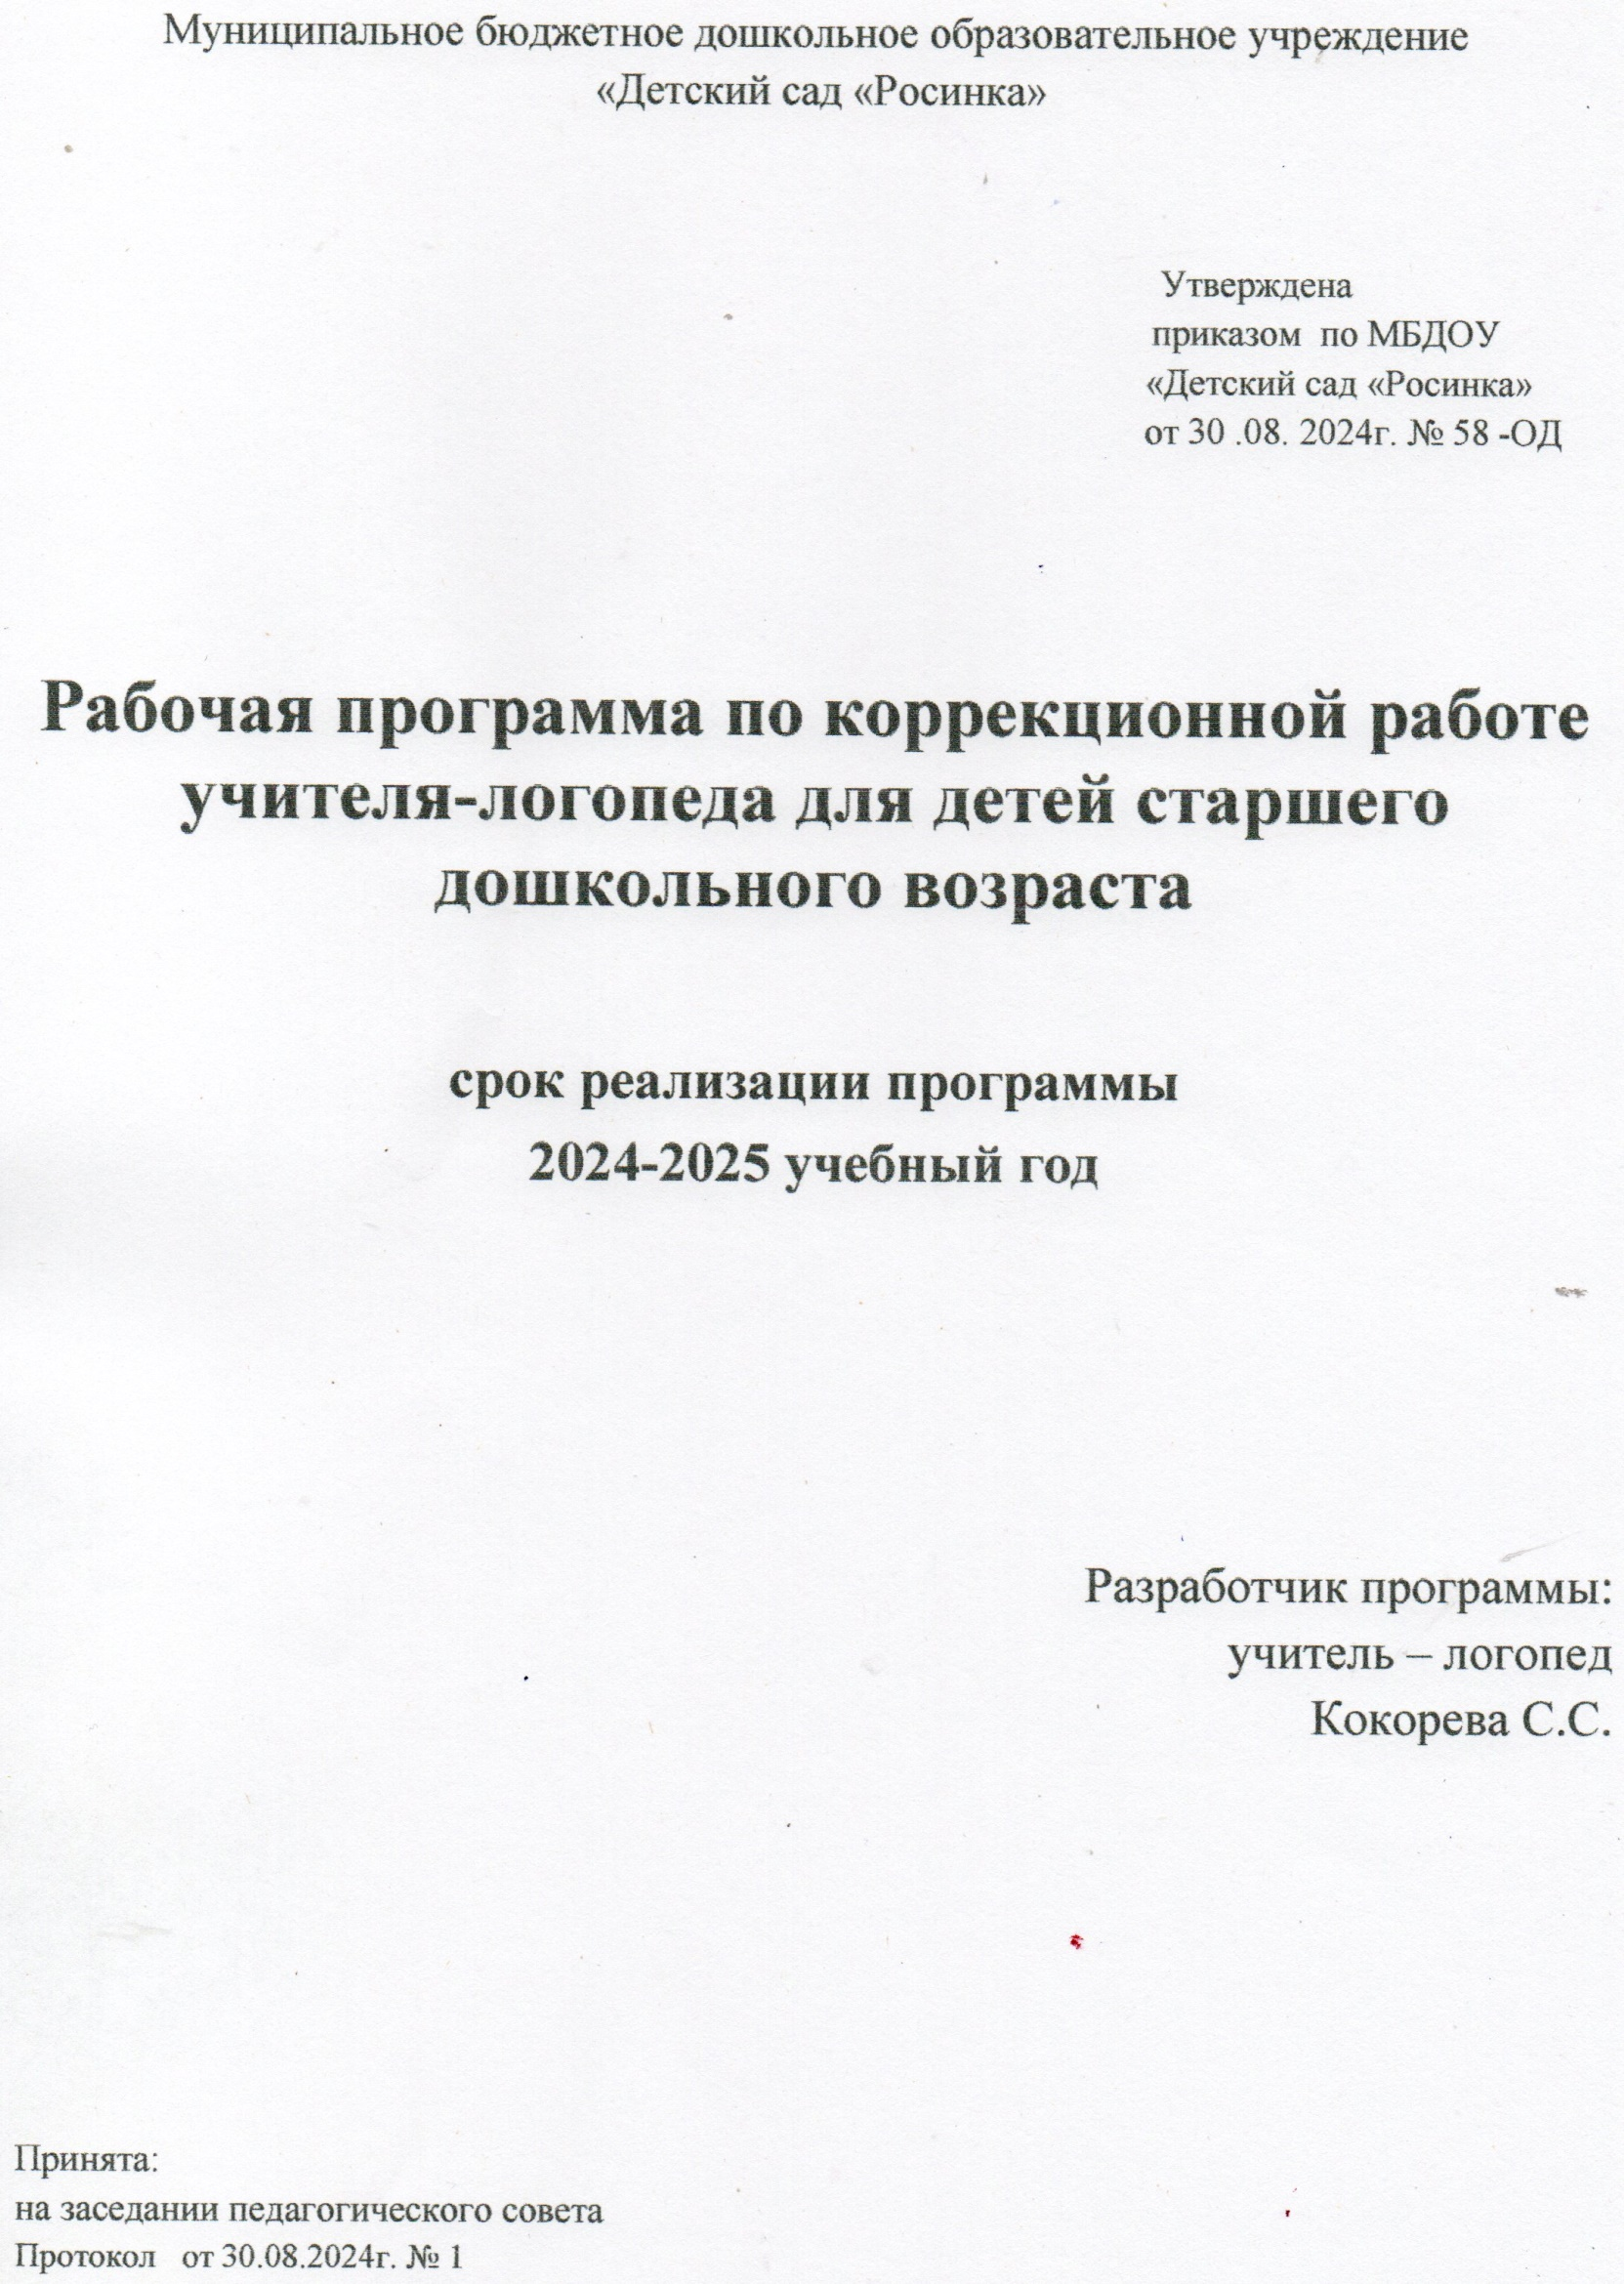 Муниципальное бюджетное дошкольное образовательное учреждение
«Детский сад «Росинка»
Утверждена
приказом по МБДОУ
«Детский сад «Росинка»
от 30 .08. 2024г. № 58 -ОД
Рабочая программа по коррекционной работе
учителя-логопеда для детей старшего
дошкольного возраста
срок реализации программы
2024-2025 учебный год
Разработчик программы:
учитель – логопед
Кокорева С.С.
Принята:
на заседании педагогического совета
Протокол от 30.08.2024г. № 1